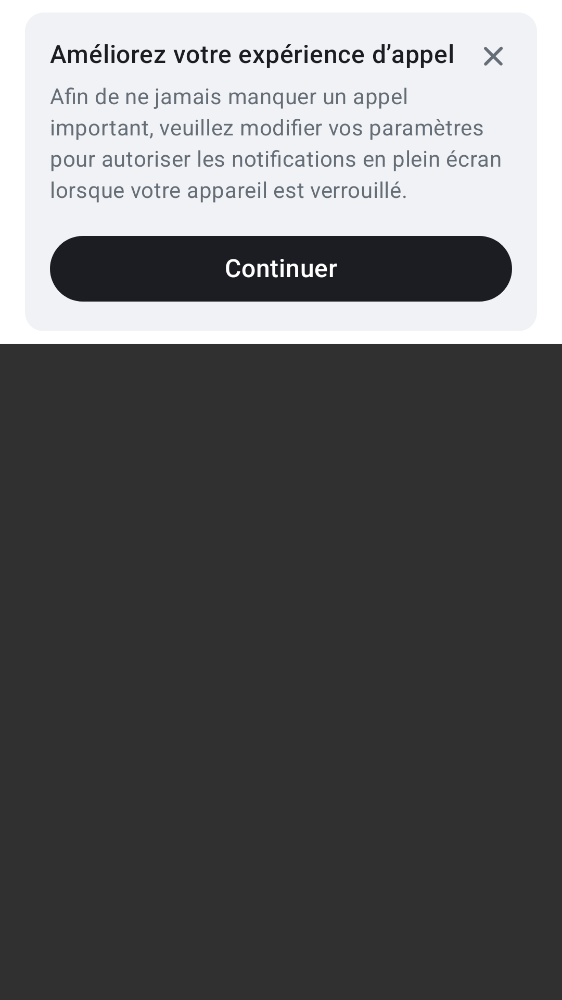 Améliorez votre expérience d’appel
Afin de ne jamais manquer un appel
important, veuillez modifier vos paramètres
pour autoriser les notifications en plein écran
lorsque votre appareil est verrouillé.
Continuer